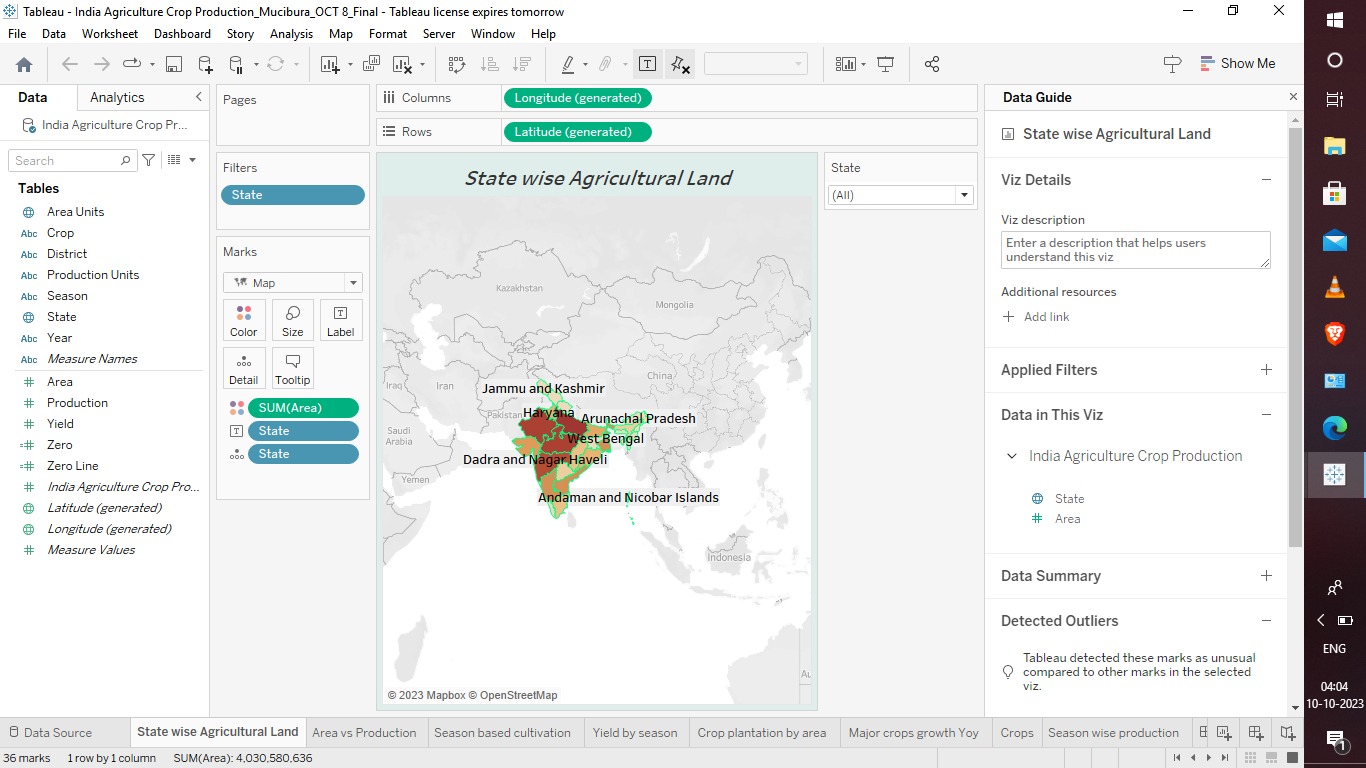 Tableau - India Agriculture Crop Production_Mucibura_OCT 8_Final - Tableau license expires tomorrow
File Data Worksheet Dashboard Story Analysis Map Format Server Window Help
Show Me
Data Analytics
India Agriculture Crop Pr...
Search
Tables
Area Units
Abc Crop
Abc District
Abc Production Units
Abc Season
State
Abc Year
Abc Measure Names
Area
Production
Yield
Zero
Zero Line
India Agriculture Crop Pro...
Latitude (generated)
Longitude (generated)
Measure Values
Pages
Filters
State
Marks
Map
Color Size Label
Detail Tooltip
SUM(Area)
State
State
Columns Longitude (generated)
Rows Latitude (generated)
State wise Agricultural Land
Kazakhstan
Mongolia
China
Iraq
Iran
Pakistan
Saudi
Arabia
Yemen
Indonesia
Au
Jammu and Kashmir
Haryana
Arunachal Pradesh
West Bengal
Dadra and Nagar Haveli
Andaman and Nicobar Islands
© 2023 Mapbox © OpenStreetMap
State
(All)
Data Guide
State wise Agricultural Land
Viz Details
Viz description
Enter a description that helps users
understand this viz
Additional resources
Add link
Applied Filters
Data in This Viz
India Agriculture Crop Production
State
Area
Data Summary
Detected Outliers
Tableau detected these marks as unusual
compared to other marks in the selected
viz.
Data Source State wise Agricultural Land Area vs Production Season based cultivation Yield by season Crop plantation by area Major crops growth Yoy Crops Season wise production
36 marks 1 row by 1 column SUM(Area): 4,030,580,636
ENG
04:04
10-10-2023
1